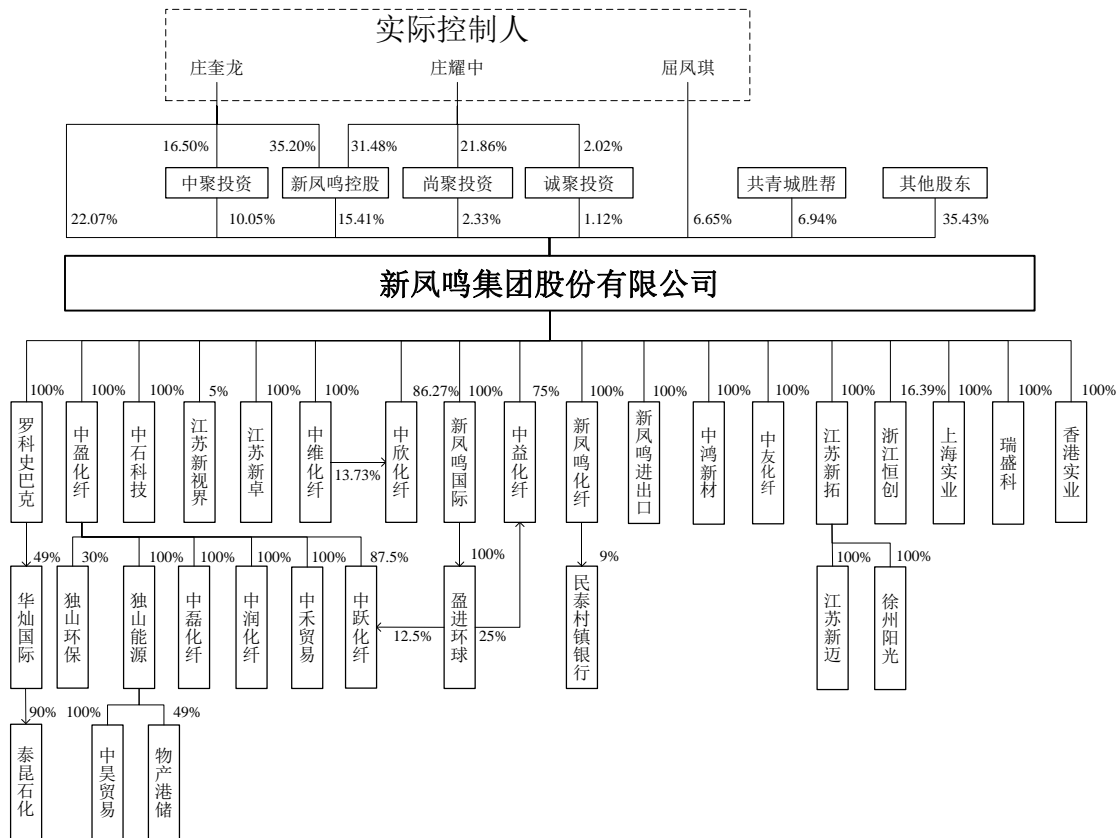 实际控制人
庄奎龙
庄耀中
屈凤琪
16.50%
35.20%
31.48%
21.86%
2.02%
中聚投资
新凤鸣控股
尚聚投资
诚聚投资
共青城胜帮
其他股东
22.07%
10.05%
15.41%
2.33%
1.12%
6.65%
6.94%
35.43%
新凤鸣集团股份有限公司
100%
100%
100%
5%
100%
100%
86.27%
100%
75%
100%
100%
100%
100%
100%
16.39%
100%
100%
100%
罗科史巴克
中盈化纤
中石科技
江苏新视界
江苏新卓
中维化纤
中欣化纤
新凤鸣国际
中益化纤
新凤鸣化纤
新凤鸣进出口
中鸿新材
中友化纤
江苏新拓
浙江恒创
上海实业
瑞盛科
香港实业
13.73%
49%
30%
100%
100%
100%
100%
87.5%
100%
9%
100%
100%
华灿国际
独山环保
独山能源
中磊化纤
中润化纤
中禾贸易
中跃化纤
12.5%
盈进环球
25%
民泰村镇银行
江苏新迈
徐州阳光
90%
100%
49%
泰昆石化
中昊贸易
物产港储